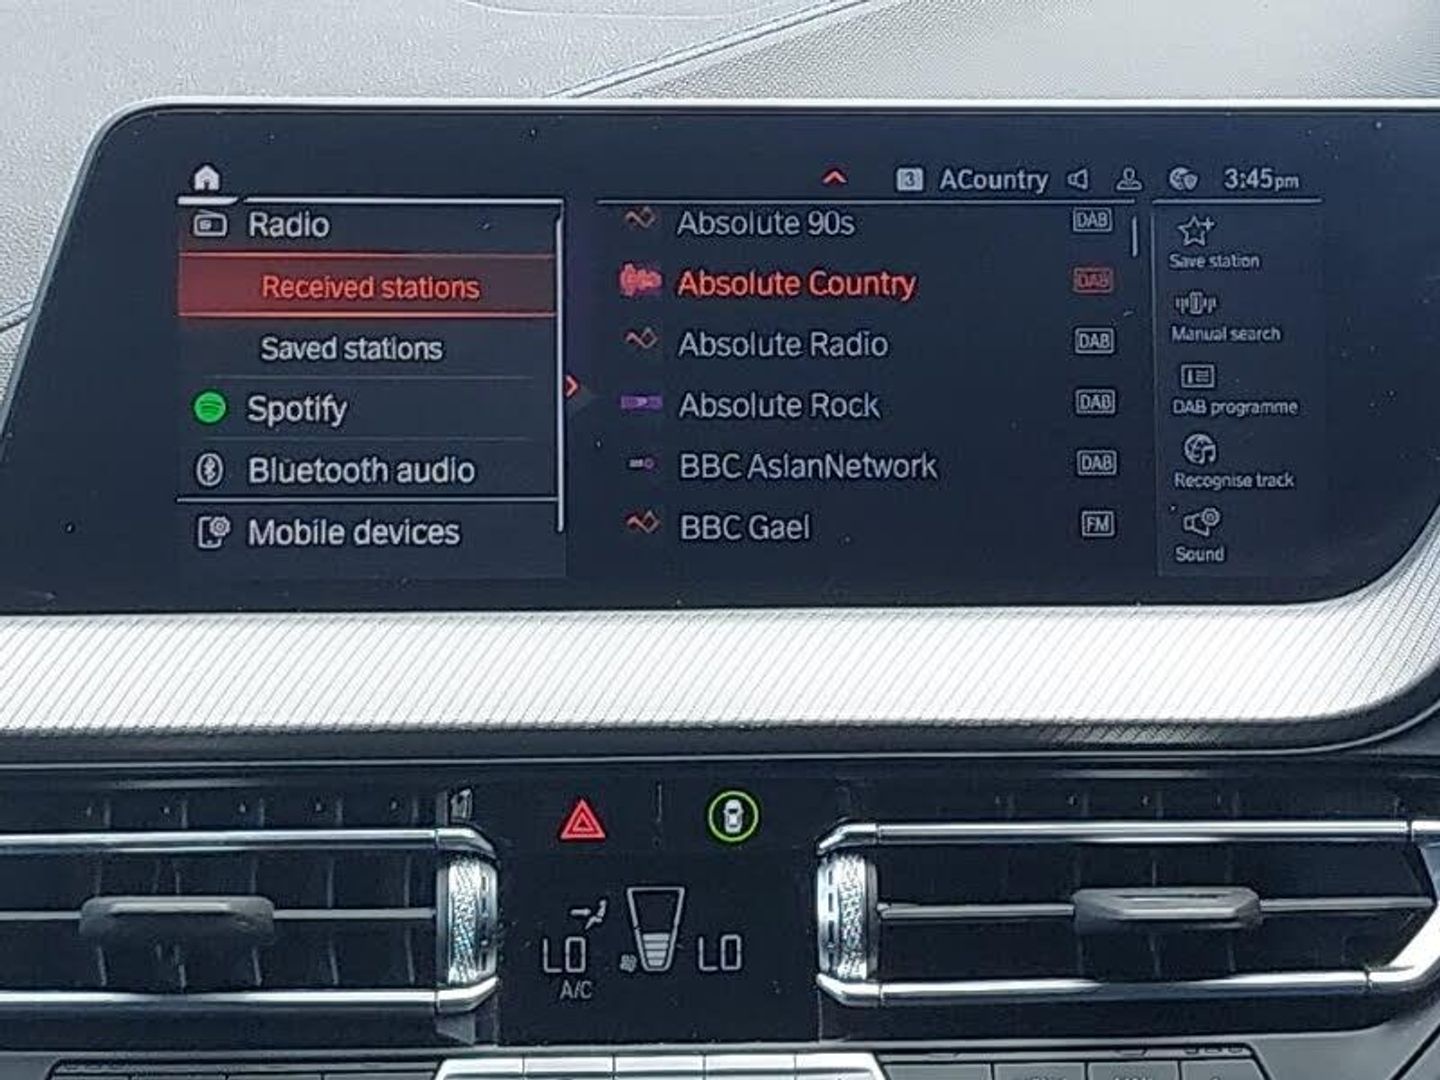 3 ACountry 3:45pm
Radio
Received stations
Saved stations
Spotify
Bluetooth audio
Mobile devices
Absolute 90s DAB
Absolute Country DAB
Absolute Radio DAB
Absolute Rock DAB
BBC AsianNetwork DAB
BBC Gael FM
Save station
Manual search
DAB programme
Recognise track
Sound
LO LO
A/C